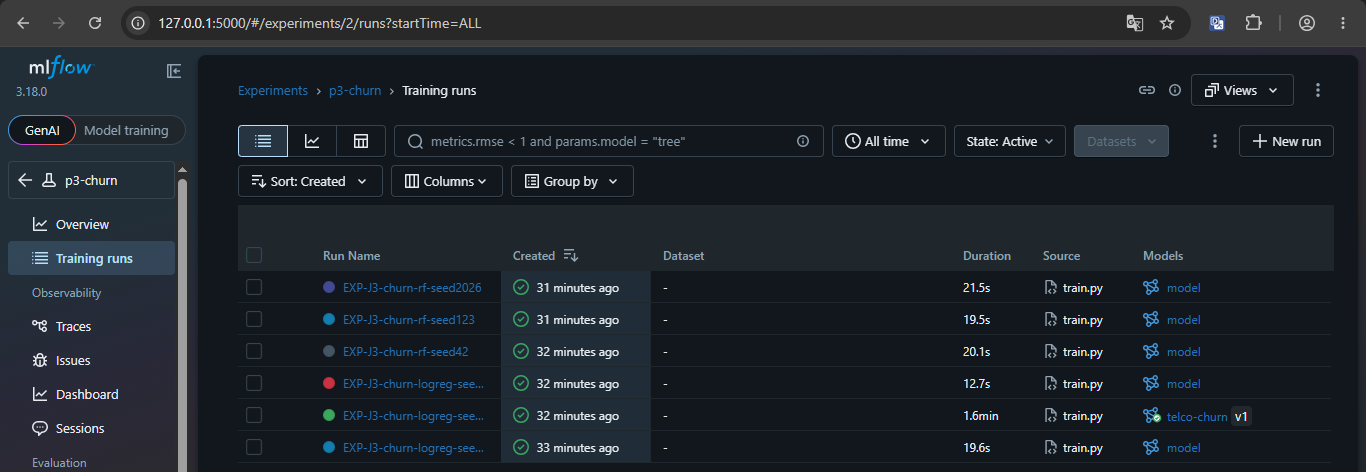 127.0.0.1:5000/#/experiments/2/runs?startTime=ALL
mlflow
3.18.0
GenAI Model training
p3-churn
Overview
Training runs
Observability
Traces
Issues
Dashboard
Sessions
Evaluation
Experiments > p3-churn > Training runs
Views
metrics.rmse < 1 and params.model = "tree"
All time
State: Active
Datasets
New run
Sort: Created
Columns
Group by
Run Name Created Dataset Duration Source Models
EXP-J3-churn-rf-seed2026 31 minutes ago - 21.5s train.py model
EXP-J3-churn-rf-seed123 31 minutes ago - 19.5s train.py model
EXP-J3-churn-rf-seed42 32 minutes ago - 20.1s train.py model
EXP-J3-churn-logreg-see... 32 minutes ago - 12.7s train.py model
EXP-J3-churn-logreg-see... 32 minutes ago - 1.6min train.py telco-churn v1
EXP-J3-churn-logreg-see... 33 minutes ago - 19.6s train.py model